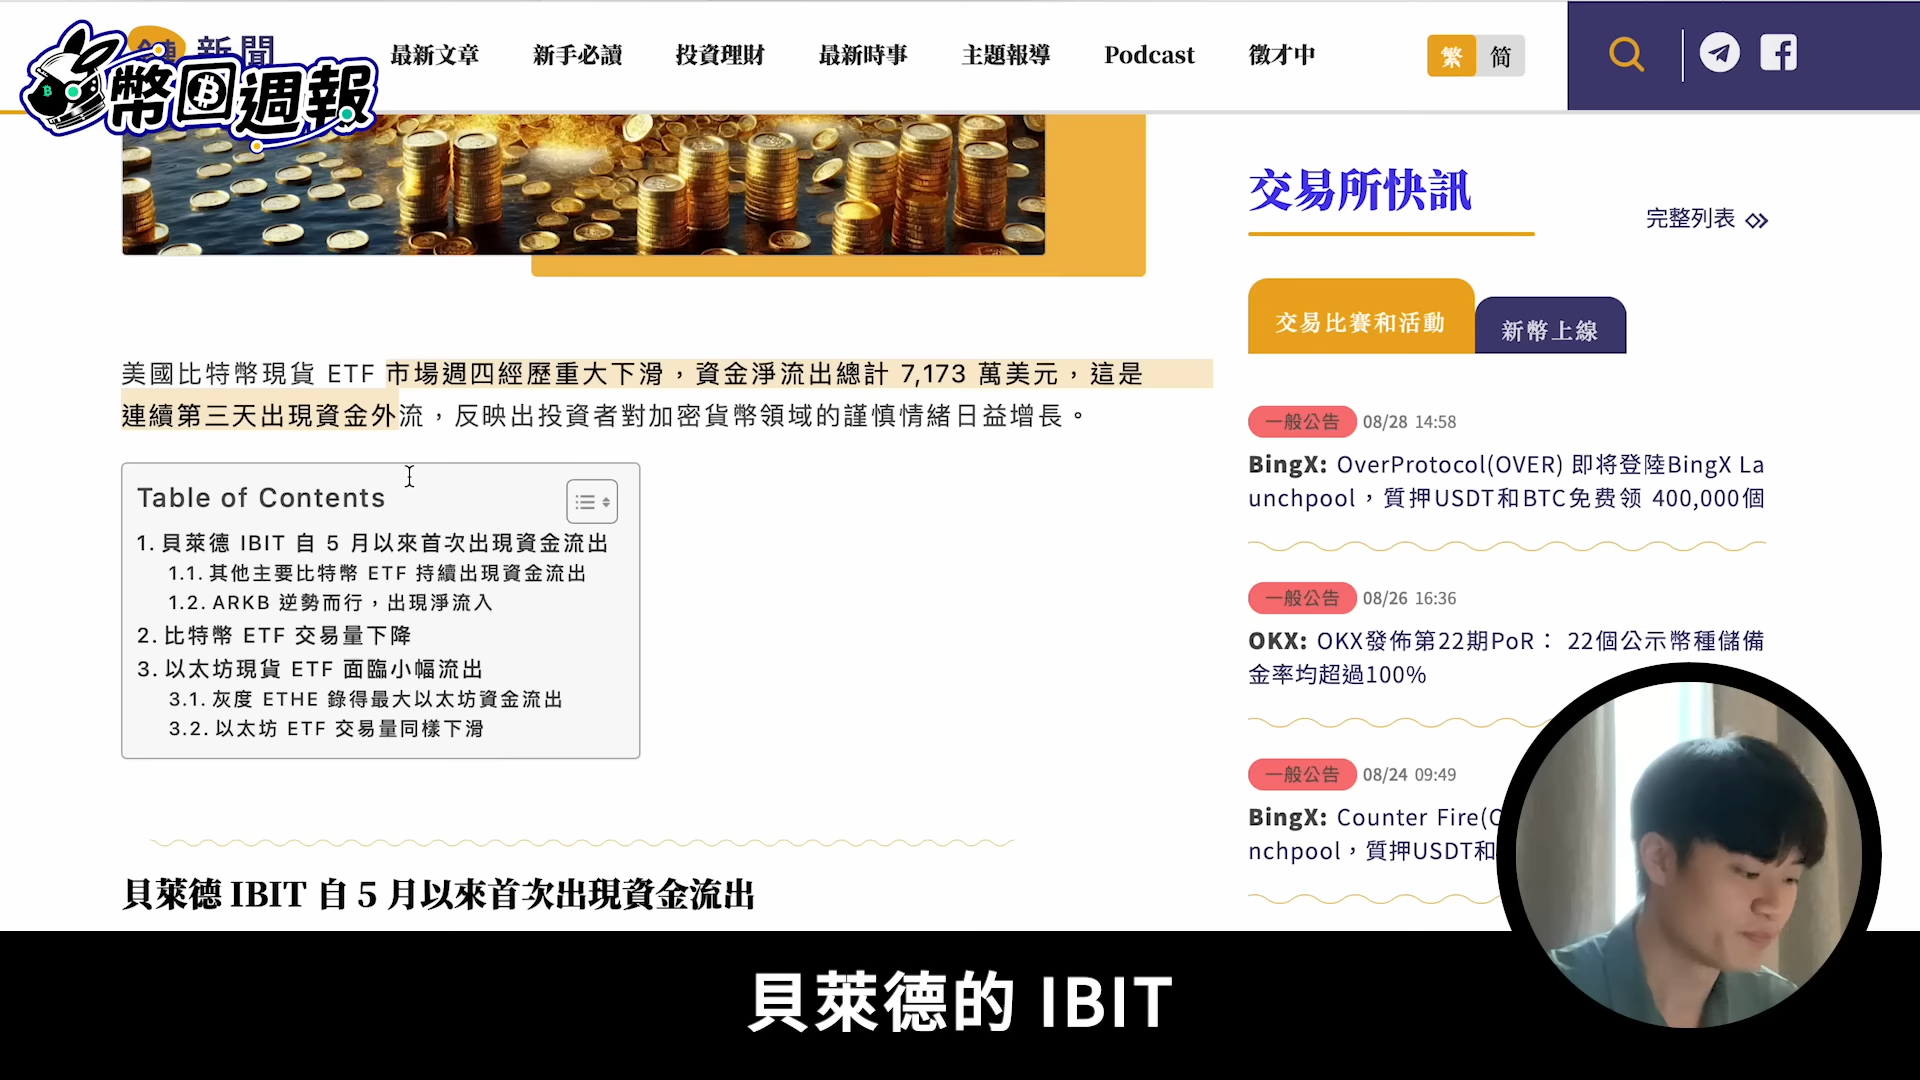 新聞
幣圈週報
最新文章
新手必讀
投資理財
最新時事
主題報導
Podcast
徵才中
繁
简
美國比特幣現貨 ETF 市場週四經歷重大下滑，資金淨流出總計 7,173 萬美元，這是
連續第三天出現資金外流，反映出投資者對加密貨幣領域的謹慎情緒日益增長。
Table of Contents
1. 貝萊德 IBIT 自 5 月以來首次出現資金流出
1.1. 其他主要比特幣 ETF 持續出現資金流出
1.2. ARKB 逆勢而行，出現淨流入
2. 比特幣 ETF 交易量下降
3. 以太坊現貨 ETF 面臨小幅流出
3.1. 灰度 ETHE 錄得最大以太坊資金流出
3.2. 以太坊 ETF 交易量同樣下滑
貝萊德 IBIT 自 5 月以來首次出現資金流出
交易所快訊
完整列表
交易比賽和活動
新幣上線
一般公告 08/28 14:58
BingX: OverProtocol(OVER) 即将登陸BingX La
unchpool，質押USDT和BTC免费领 400,000個
一般公告 08/26 16:36
OKX: OKX發佈第22期PoR： 22個公示幣種儲備
金率均超過100%
一般公告 08/24 09:49
BingX: Counter Fire(
nchpool，質押USDT和
貝萊德的 IBIT